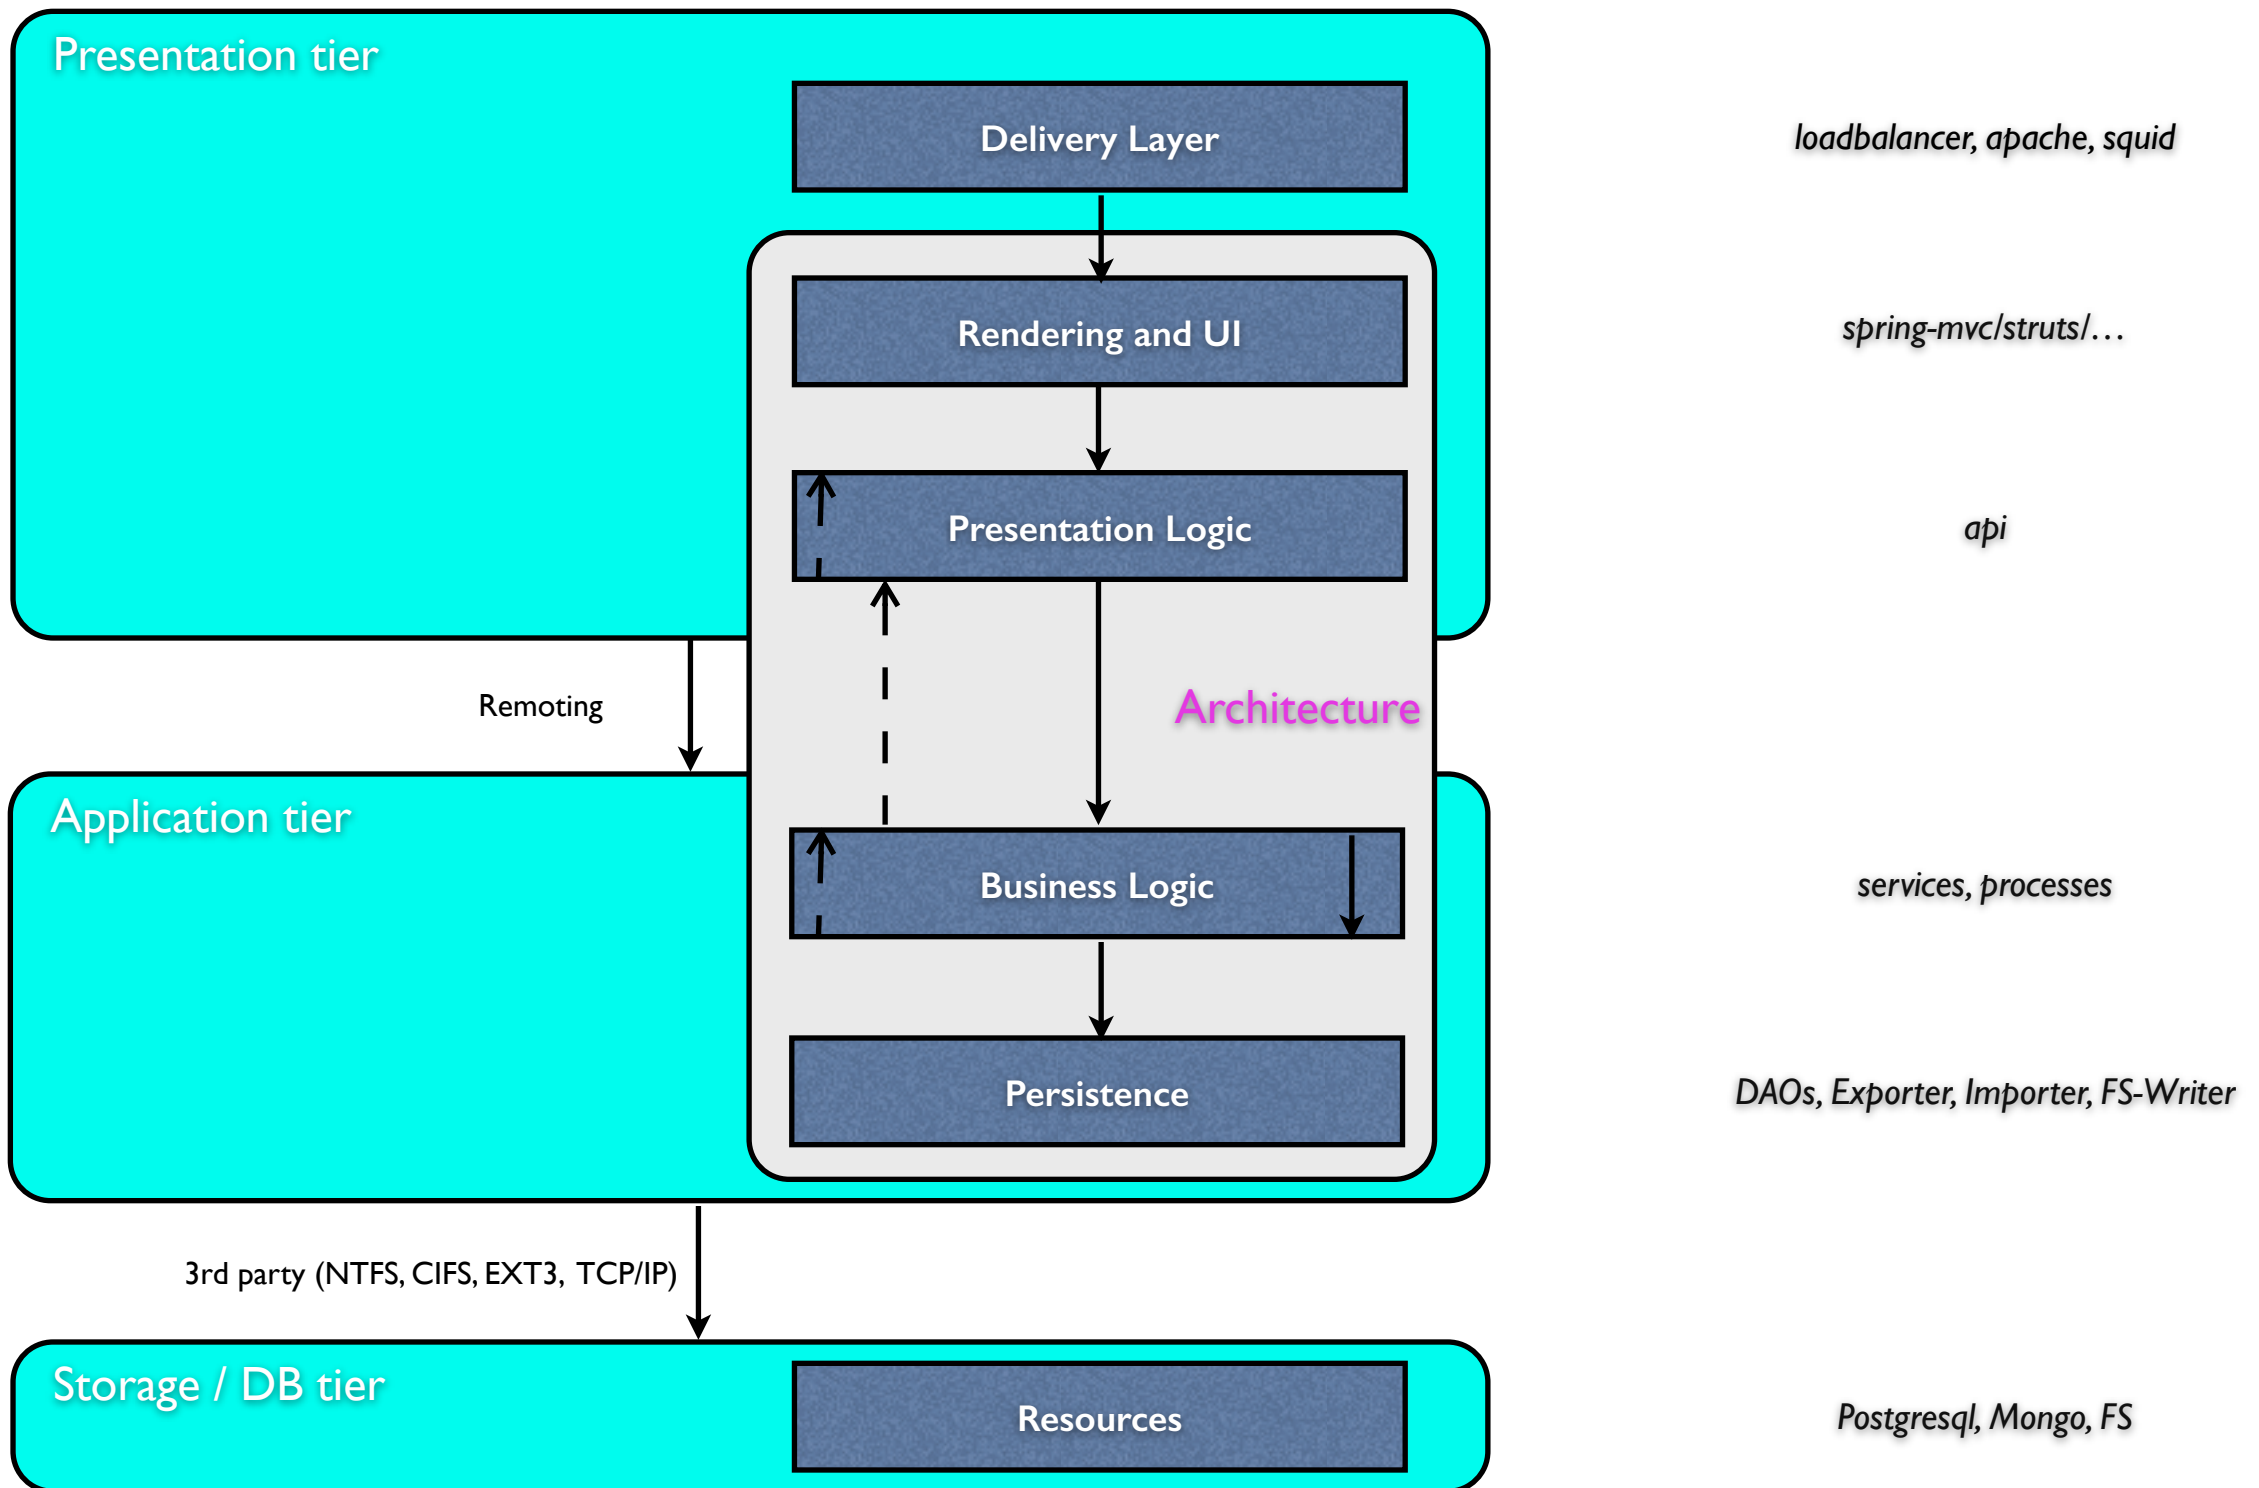 Presentation tier
Delivery Layer
loadbalancer, apache, squid
Rendering and UI
spring-mvc/struts/…
Presentation Logic
api
Remoting
Architecture
Application tier
Business Logic
services, processes
Persistence
DAOs, Exporter, Importer, FS-Writer
3rd party (NTFS, CIFS, EXT3, TCP/IP)
Storage / DB tier
Resources
Postgresql, Mongo, FS